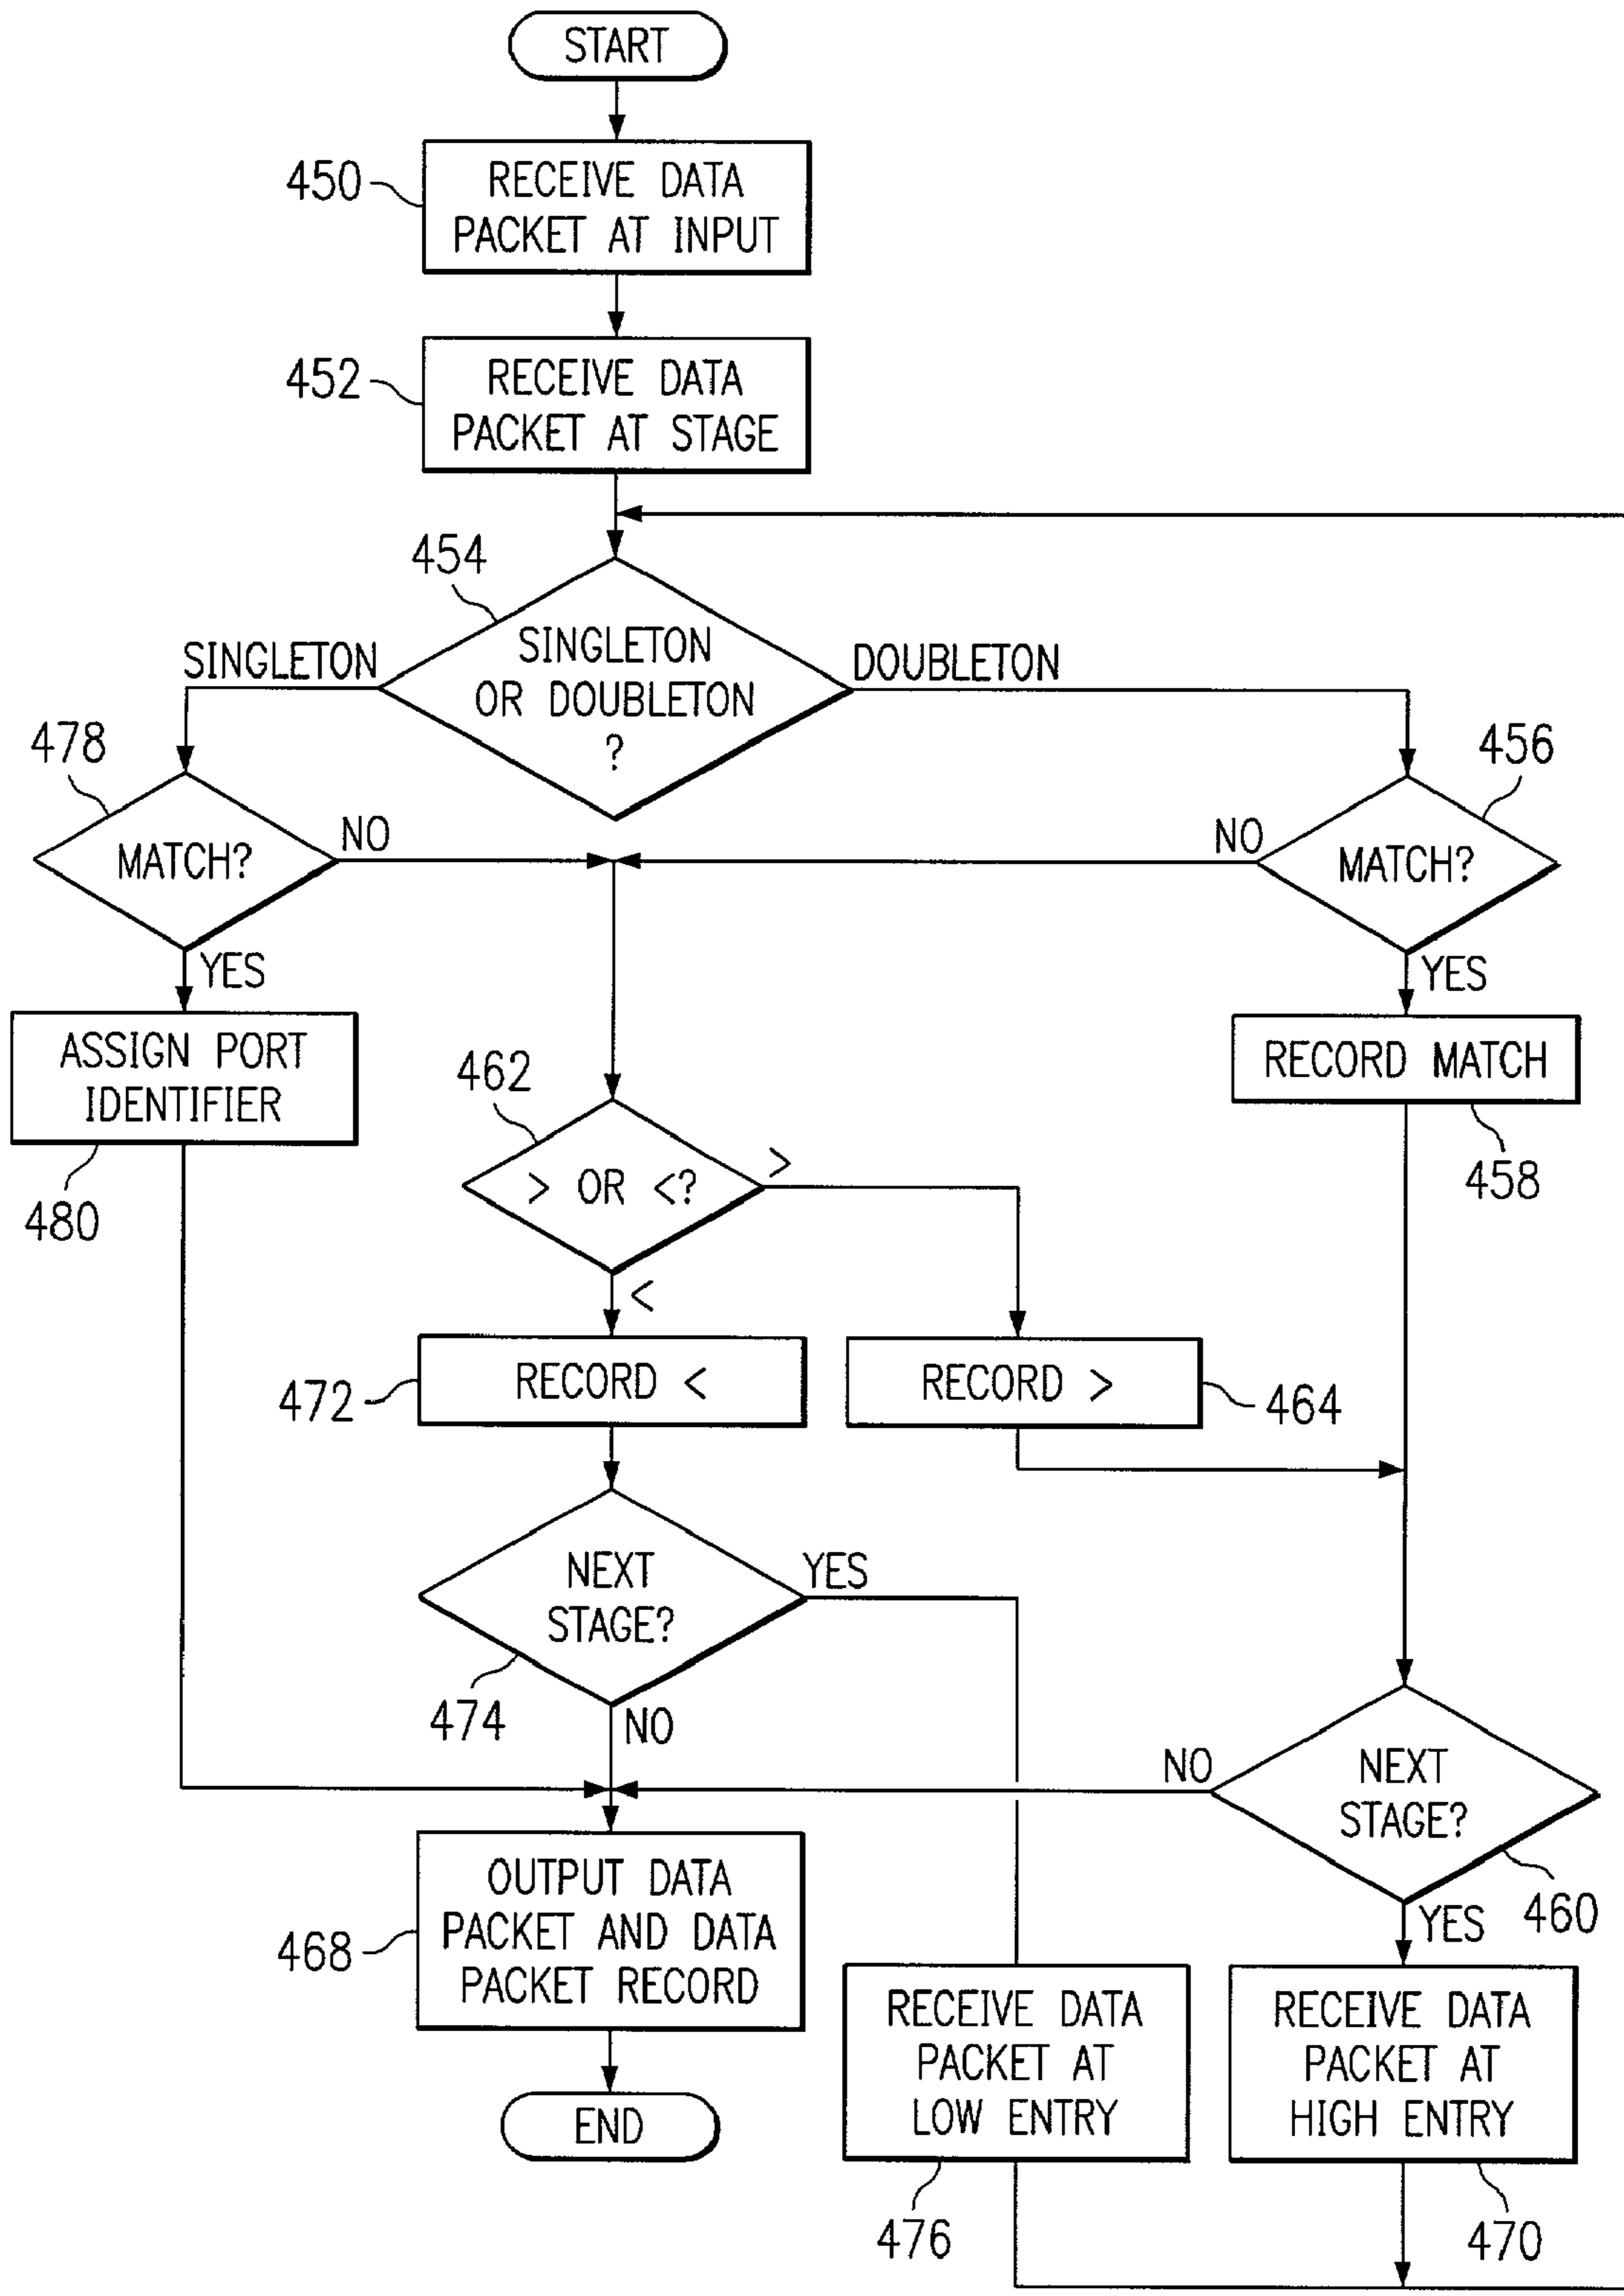 START
450
RECEIVE DATA
PACKET AT INPUT
452
RECEIVE DATA
PACKET AT STAGE
454
SINGLETON
SINGLETON
OR DOUBLETON
?
DOUBLETON
478
MATCH?
NO
YES
456
NO
MATCH?
YES
ASSIGN PORT
IDENTIFIER
480
RECORD MATCH
458
462
> OR <?
>
<
472
RECORD <
RECORD >
464
NEXT
STAGE?
YES
474
NO
NO
NEXT
STAGE?
460
YES
468
OUTPUT DATA
PACKET AND DATA
PACKET RECORD
RECEIVE DATA
PACKET AT
LOW ENTRY
476
RECEIVE DATA
PACKET AT
HIGH ENTRY
470
END